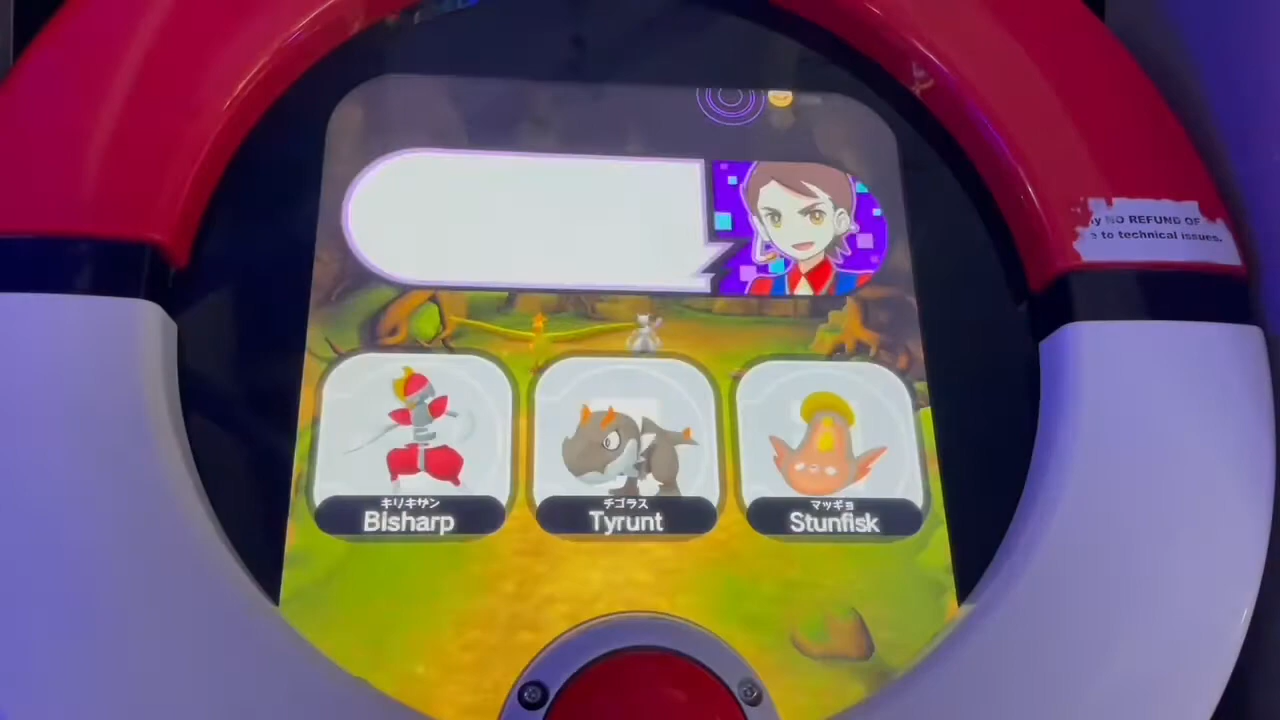 NO REFUND OF
to technical issues.
キリキザン
Bisharp
チゴラス
Tyrunt
マッギョ
Stunfisk